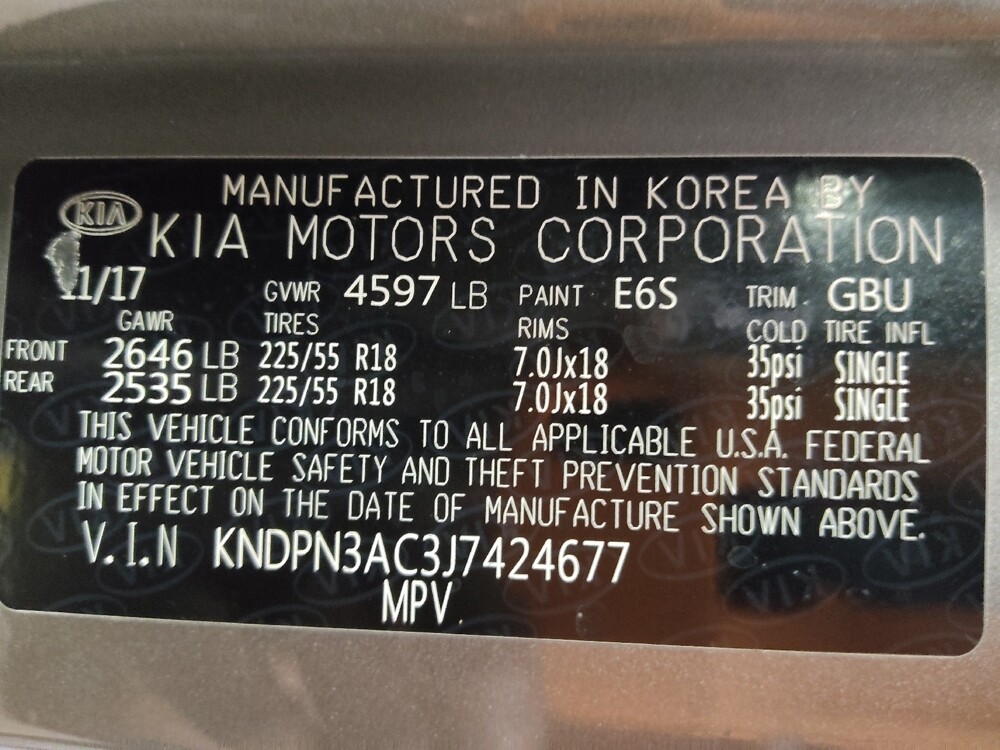 MANUFACTURED IN KOREA BY
KIA
KIA MOTORS CORPORATION
11/17 GVWR 4597 LB PAINT E6S TRIM GBU
GAWR TIRES RIMS COLD TIRE INFL
FRONT 2646 LB 225/55 R18 7.0Jx18 35psi SINGLE
REAR 2535 LB 225/55 R18 7.0Jx18 35psi SINGLE
THIS VEHICLE CONFORMS TO ALL APPLICABLE U.S.A. FEDERAL
MOTOR VEHICLE SAFETY AND THEFT PREVENTION STANDARDS
IN EFFECT ON THE DATE OF MANUFACTURE SHOWN ABOVE.
V.I.N KNDPN3AC3J7424677
MPV